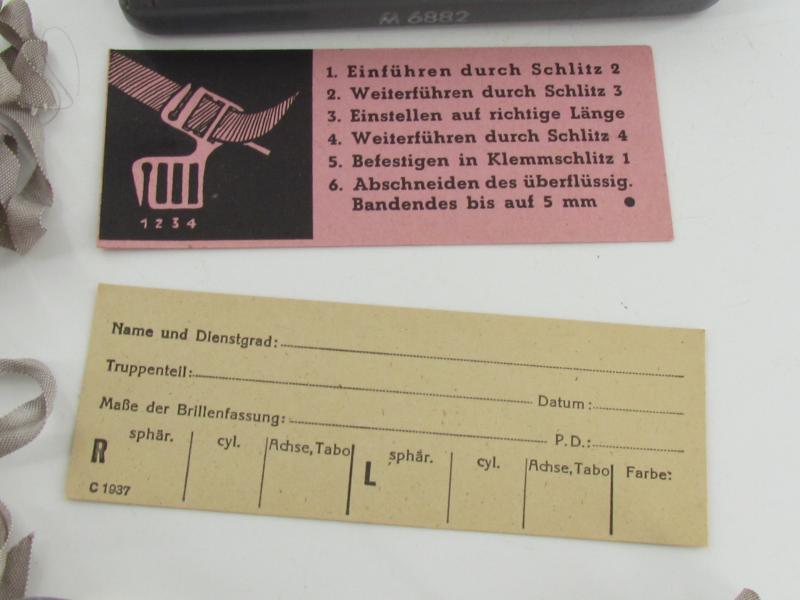 M 6882
1. Einführen durch Schlitz 2
2. Weiterführen durch Schlitz 3
3. Einstellen auf richtige Länge
4. Weiterführen durch Schlitz 4
5. Befestigen in Klemmschlitz 1
6. Abschneiden des überflüssig.
Bandendes bis auf 5 mm
1 2 3 4
Name und Dienstgrad:
Truppenteil: Datum:
Maße der Brillenfassung: P.D.:
R sphär. cyl. Achse, Tabo L sphär. cyl. Achse, Tabo Farbe:
C 1937